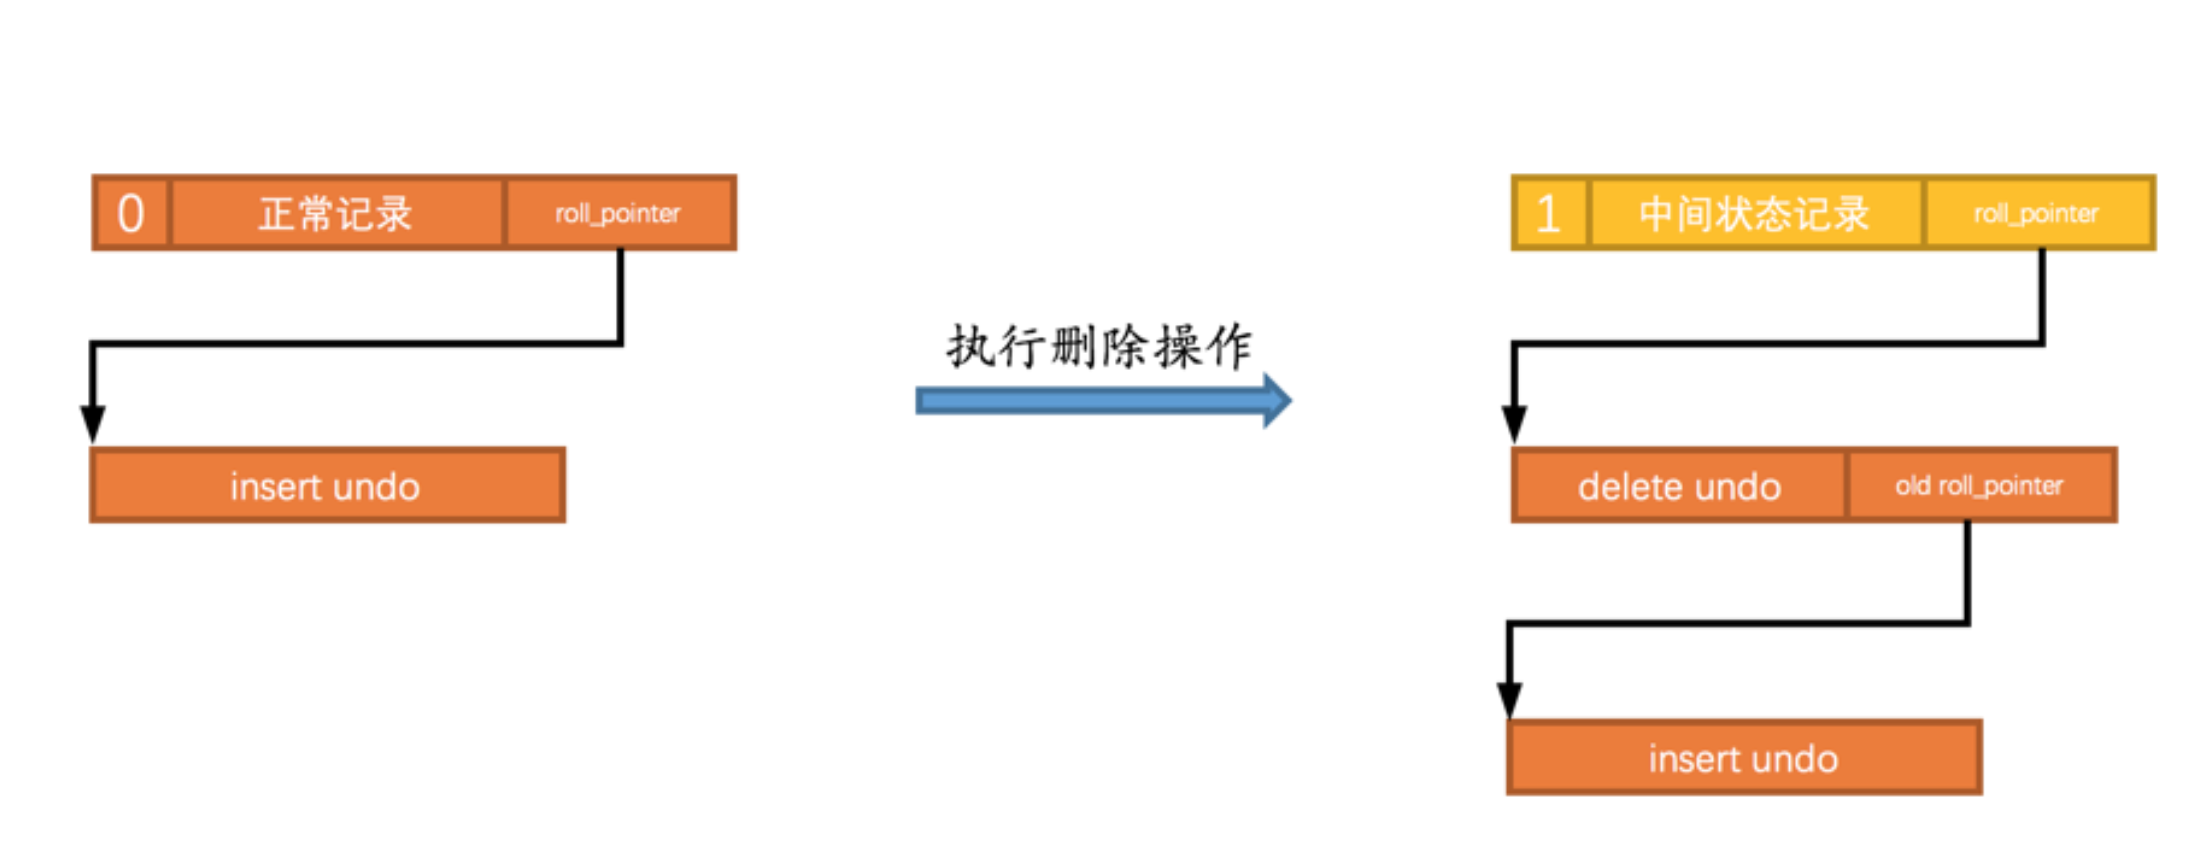 0 正常记录 roll_pointer
insert undo
执行删除操作
1 中间状态记录 roll_pointer
delete undo old roll_pointer
insert undo